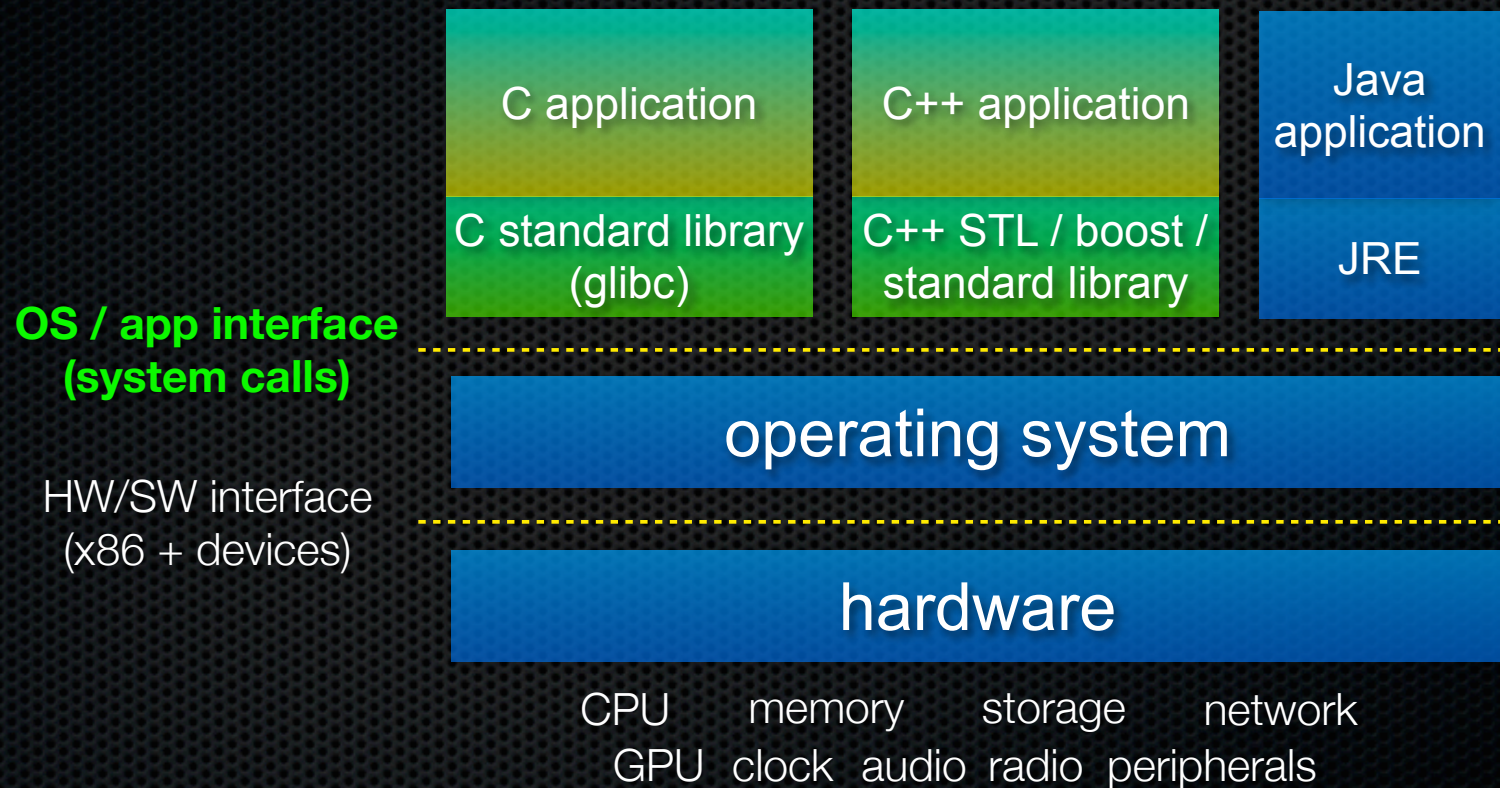 C application
C++ application
Java
application
C standard library
(glibc)
C++ STL / boost /
standard library
JRE
OS / app interface
(system calls)
operating system
HW/SW interface
(x86 + devices)
hardware
CPU memory storage network
GPU clock audio radio peripherals